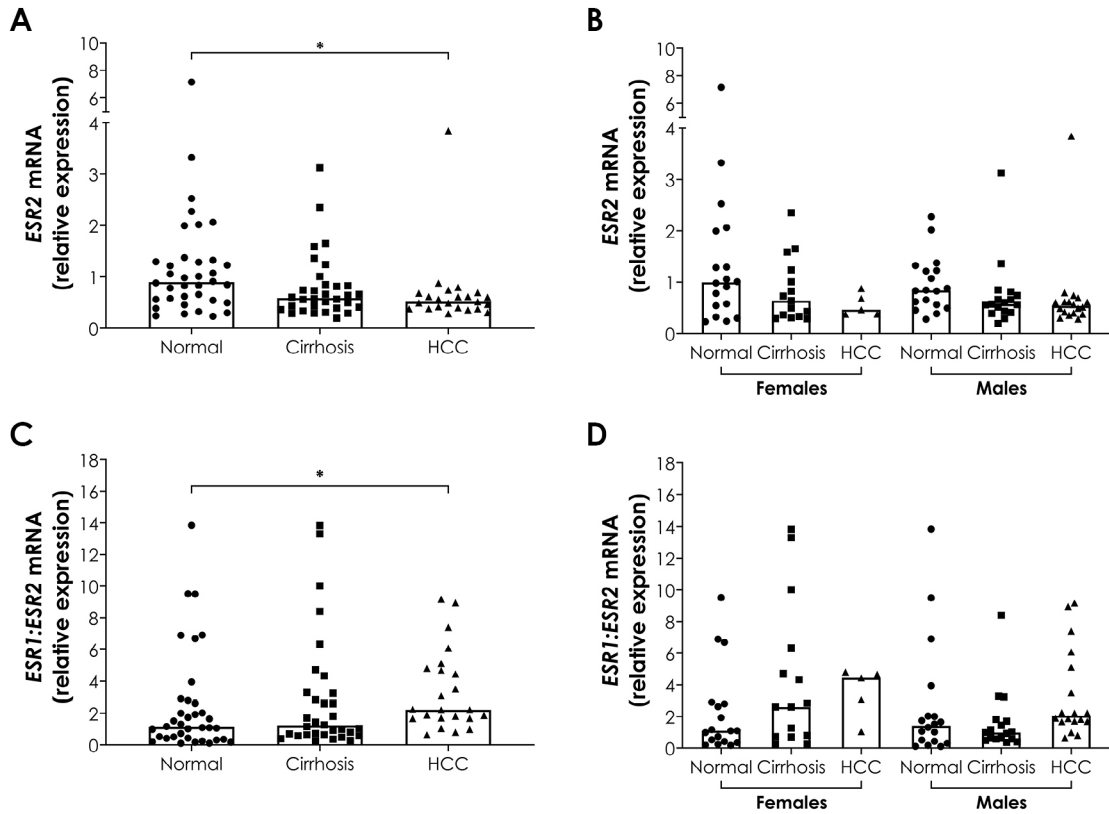 A
ESR2 mRNA
(relative expression)
10
8
6
4
3
2
1
0
*
Normal Cirrhosis HCC
B
ESR2 mRNA
(relative expression)
10
8
6
4
3
2
1
0
Normal Cirrhosis HCC Normal Cirrhosis HCC
Females Males
C
ESR1:ESR2 mRNA
(relative expression)
18
16
14
12
10
8
6
4
2
0
*
Normal Cirrhosis HCC
D
ESR1:ESR2 mRNA
(relative expression)
18
16
14
12
10
8
6
4
2
0
Normal Cirrhosis HCC Normal Cirrhosis HCC
Females Males